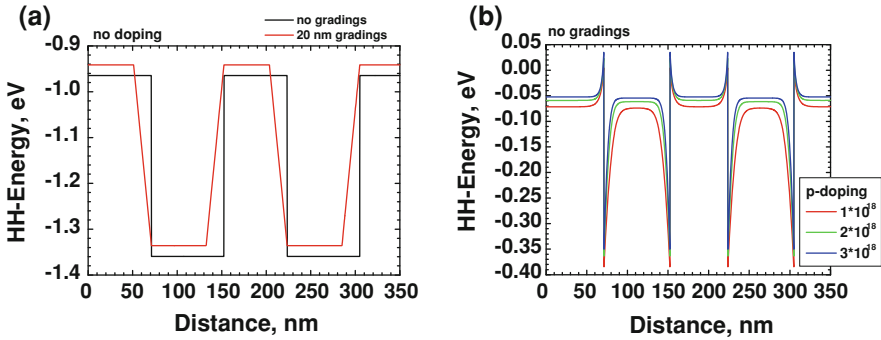 (a)
no doping
no gradings
20 nm gradings
HH-Energy, eV
-0.9
-1.0
-1.1
-1.2
-1.3
-1.4
0 50 100 150 200 250 300 350
Distance, nm
(b)
no gradings
HH-Energy, eV
0.05
0.00
-0.05
-0.10
-0.15
-0.20
-0.25
-0.30
-0.35
-0.40
p-doping
1*10^18
2*10^18
3*10^18
0 50 100 150 200 250 300 350
Distance, nm